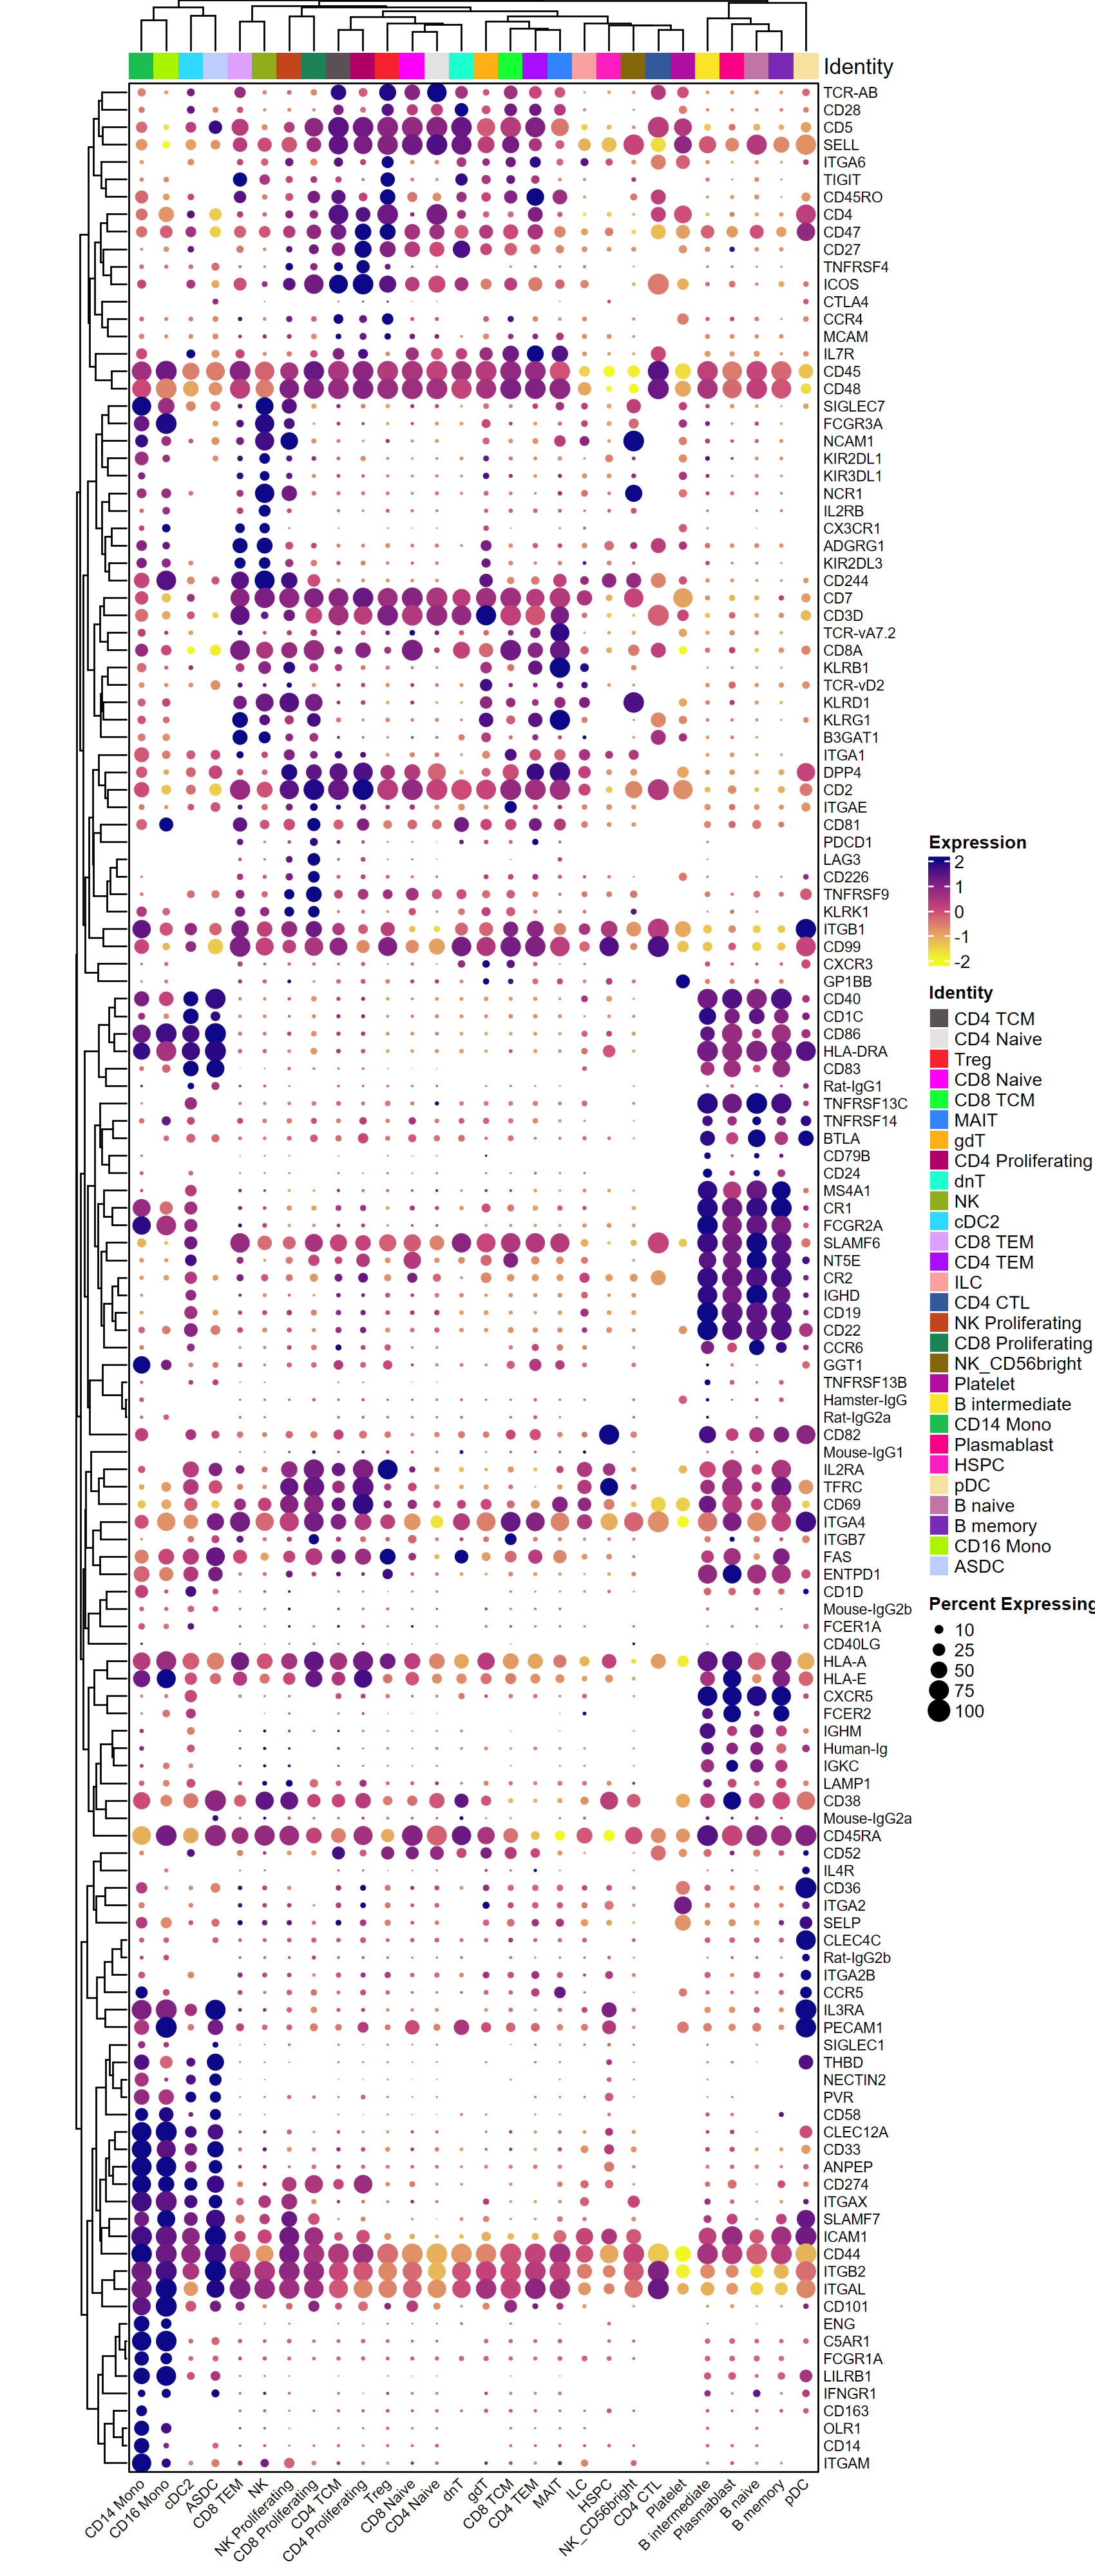 Identity
TCR-AB
CD28
CD5
SELL
ITGA6
TIGIT
CD45RO
CD4
CD47
CD27
TNFRSF4
ICOS
CTLA4
CCR4
MCAM
IL7R
CD45
CD48
SIGLEC7
FCGR3A
NCAM1
KIR2DL1
KIR3DL1
NCR1
IL2RB
CX3CR1
ADGRG1
KIR2DL3
CD244
CD7
CD3D
TCR-vA7.2
CD8A
KLRB1
TCR-vD2
KLRD1
KLRG1
B3GAT1
ITGA1
DPP4
CD2
ITGAE
CD81
PDCD1
LAG3
CD226
TNFRSF9
KLRK1
ITGB1
CD99
CXCR3
GP1BB
CD40
CD1C
CD86
HLA-DRA
CD83
Rat-IgG1
TNFRSF13C
TNFRSF14
BTLA
CD79B
CD24
MS4A1
CR1
FCGR2A
SLAMF6
NT5E
CR2
IGHD
CD19
CD22
CCR6
GGT1
TNFRSF13B
Hamster-IgG
Rat-IgG2a
CD82
Mouse-IgG1
IL2RA
TFRC
CD69
ITGA4
ITGB7
FAS
ENTPD1
CD1D
Mouse-IgG2b
FCER1A
CD40LG
HLA-A
HLA-E
CXCR5
FCER2
IGHM
Human-Ig
IGKC
LAMP1
CD38
Mouse-IgG2a
CD45RA
CD52
IL4R
CD36
ITGA2
SELP
CLEC4C
Rat-IgG2b
ITGA2B
CCR5
IL3RA
PECAM1
SIGLEC1
THBD
NECTIN2
PVR
CD58
CLEC12A
CD33
ANPEP
CD274
ITGAX
SLAMF7
ICAM1
CD44
ITGB2
ITGAL
CD101
ENG
C5AR1
FCGR1A
LILRB1
IFNGR1
CD163
OLR1
CD14
ITGAM
CD14 Mono
CD16 Mono
cDC2
ASDC
CD8 TEM
NK
NK Proliferating
CD8 Proliferating
CD4 TCM
CD4 Proliferating
Treg
CD8 Naive
CD4 Naive
dnT
gdT
CD8 TCM
CD4 TEM
MAIT
ILC
HSPC
NK_CD56bright
CD4 CTL
Platelet
B intermediate
Plasmablast
B naive
B memory
pDC
Expression
2
1
0
-1
-2
Identity
CD4 TCM
CD4 Naive
Treg
CD8 Naive
CD8 TCM
MAIT
gdT
CD4 Proliferating
dnT
NK
cDC2
CD8 TEM
CD4 TEM
ILC
CD4 CTL
NK Proliferating
CD8 Proliferating
NK_CD56bright
Platelet
B intermediate
CD14 Mono
Plasmablast
HSPC
pDC
B naive
B memory
CD16 Mono
ASDC
Percent Expressing
10
25
50
75
100